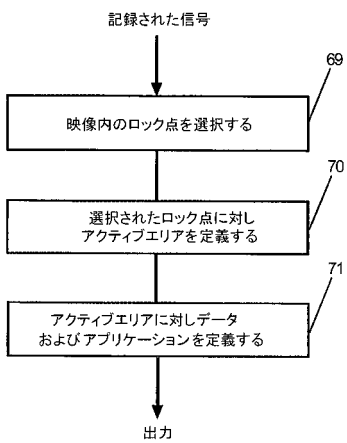 記録された信号
69
映像内のロック点を選択する
70
選択されたロック点に対し
アクティブエリアを定義する
71
アクティブエリアに対しデータ
およびアプリケーションを定義する
出力